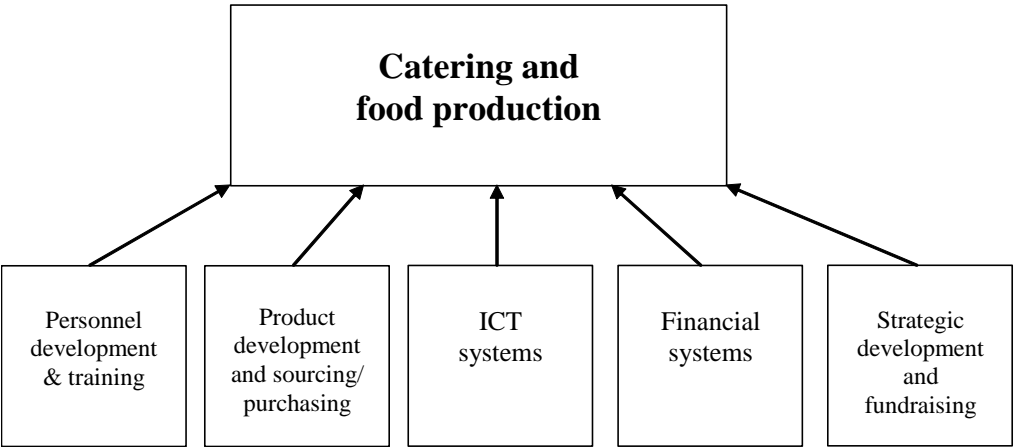 Catering and
food production
Personnel
development
& training
Product
development
and sourcing/
purchasing
ICT
systems
Financial
systems
Strategic
development
and
fundraising